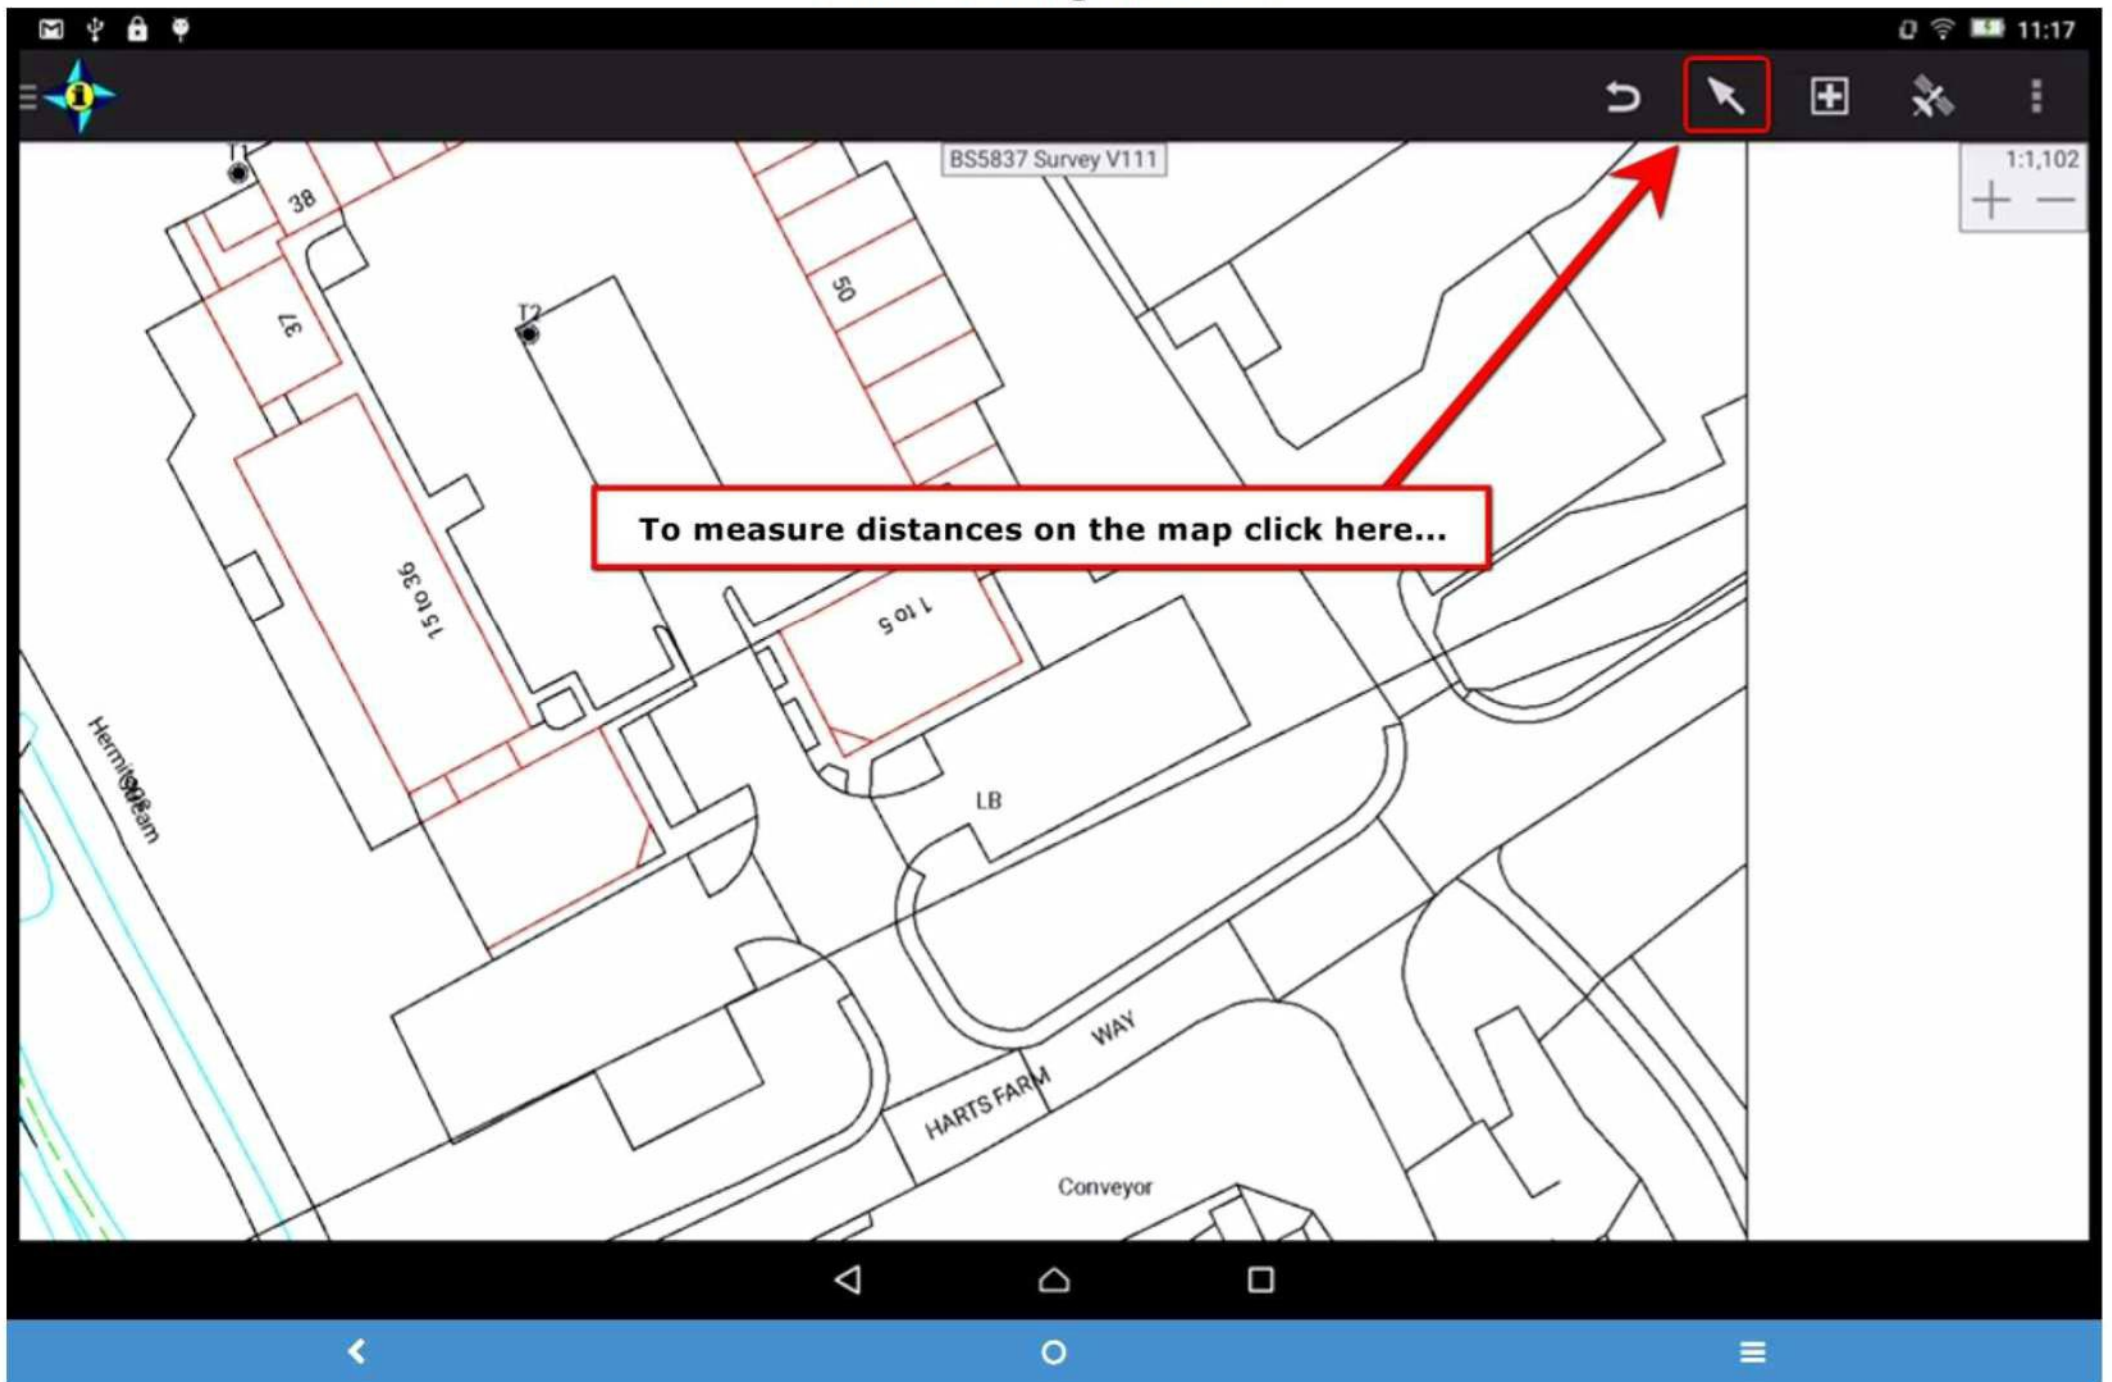 11:17
BS5837 Survey V111
1:1,102
T1
38
37
50
T2
To measure distances on the map click here...
15 to 36
1 to 5
LB
WAY
HARTS FARM
Conveyor